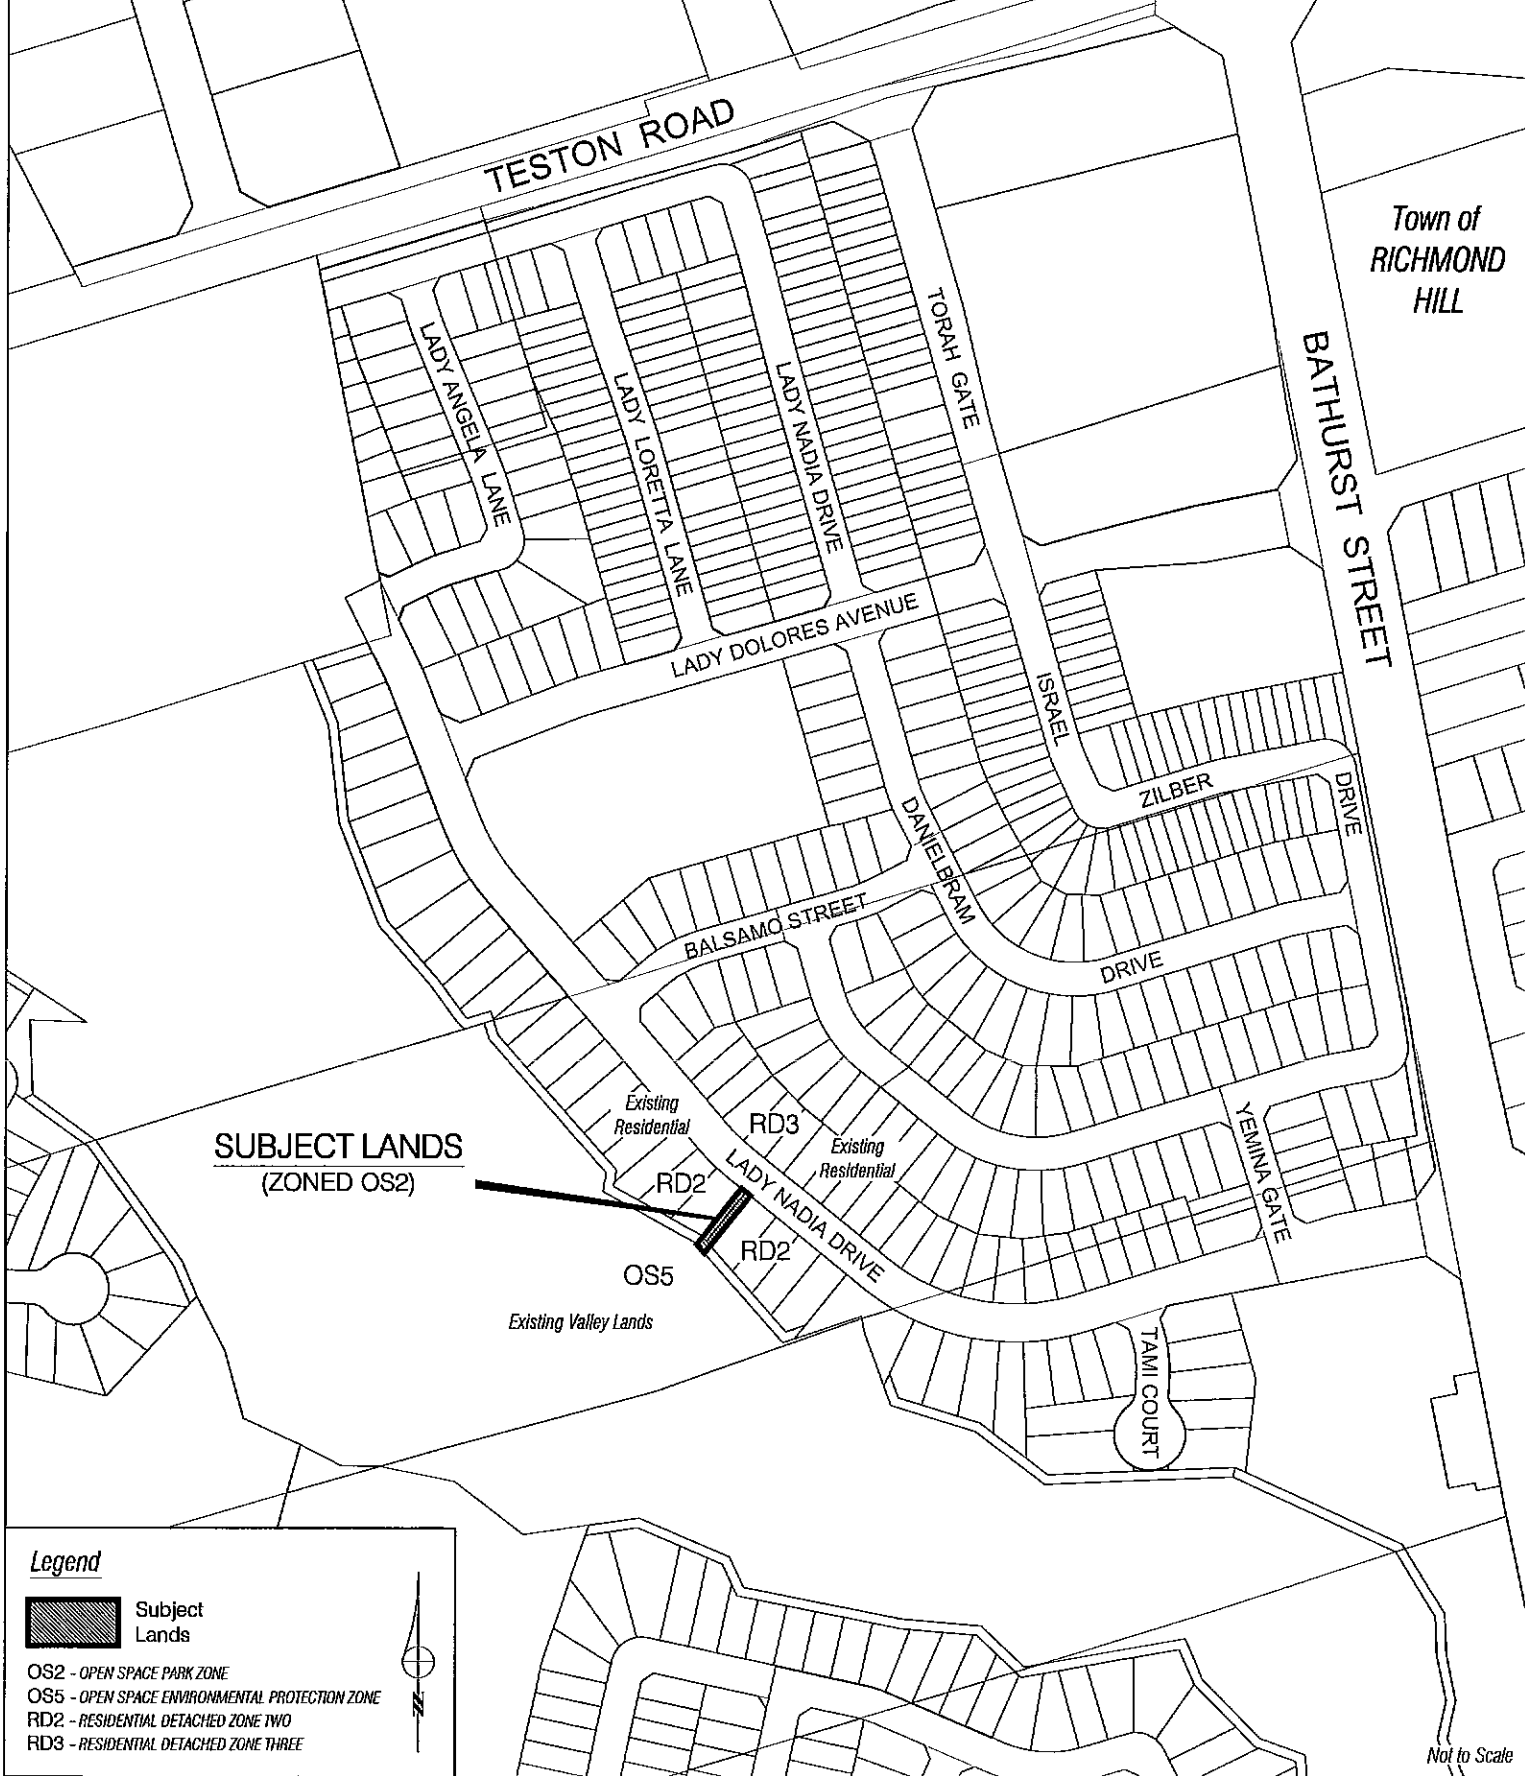 TESTON ROAD
Town of
RICHMOND
HILL
BATHURST STREET
TORAH GATE
LADY ANGELA LANE
LADY LORETTA LANE
LADY NADIA DRIVE
LADY DOLORES AVENUE
ISRAEL
ZILBER
DRIVE
DANIELBRAM
DRIVE
BALSAMO STREET
Existing
Residential
RD3
Existing
Residential
YEMINA GATE
SUBJECT LANDS
(ZONED OS2)
RD2
LADY NADIA DRIVE
RD2
OS5
Existing Valley Lands
TAMI COURT
Legend
Subject
Lands
OS2 - OPEN SPACE PARK ZONE
OS5 - OPEN SPACE ENVIRONMENTAL PROTECTION ZONE
RD2 - RESIDENTIAL DETACHED ZONE TWO
RD3 - RESIDENTIAL DETACHED ZONE THREE
N
Not to Scale